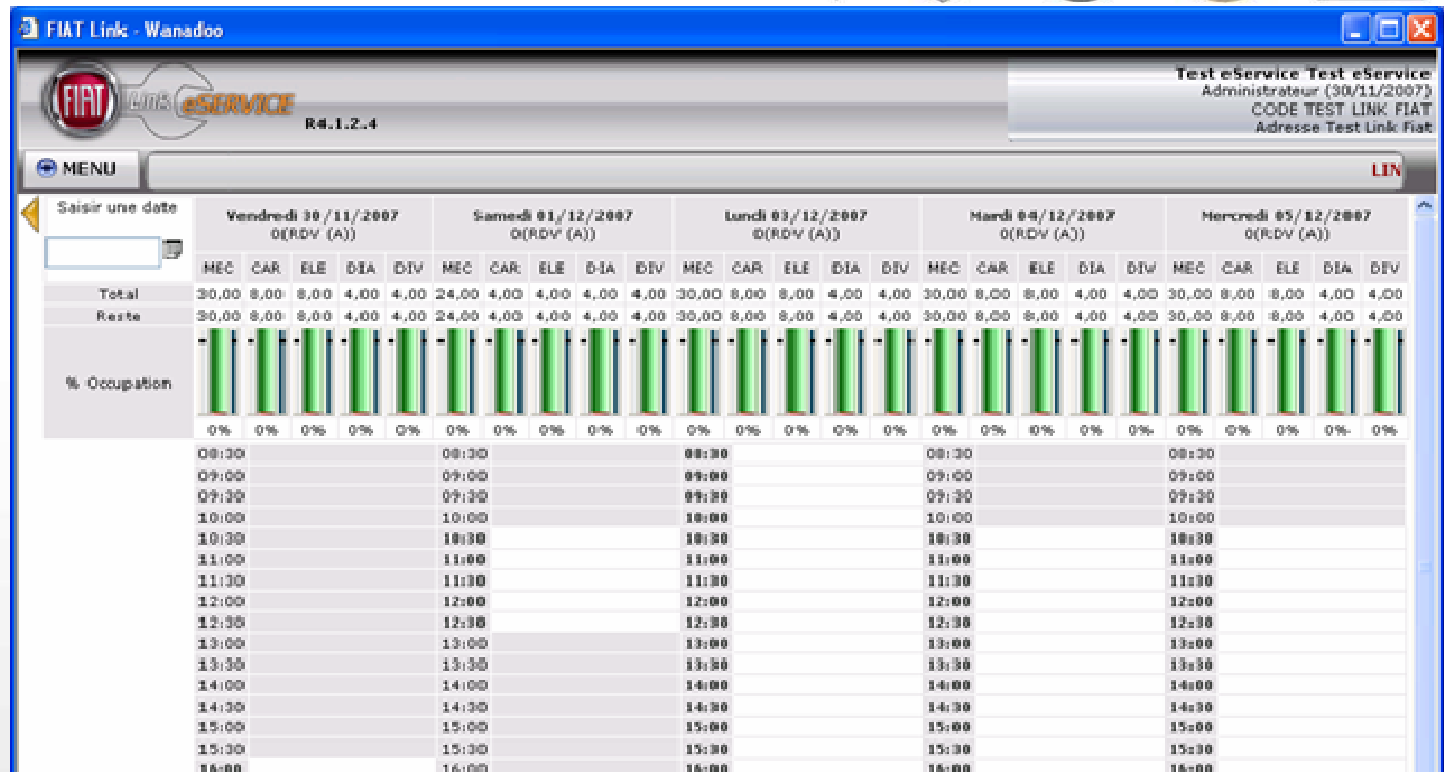 FIAT Link - Wanadoo
FIAT Link eSERVICE R4.1.2.4
Test eService Test eService
Administrateur (30/11/2007)
CODE TEST LINK FIAT
Adresse Test Link Fiat
MENU LIN
Saisir une date
Vendredi 30/11/2007 Samedi 01/12/2007 Lundi 03/12/2007 Mardi 04/12/2007 Mercredi 05/12/2007
0(RDV (A)) 0(RDV (A)) 0(RDV (A)) 0(RDV (A)) 0(RDV (A))
MEC CAR ELE DIA DIV MEC CAR ELE DIA DIV MEC CAR ELE DIA DIV MEC CAR ELE DIA DIV MEC CAR ELE DIA DIV
Total 30,00 8,00 8,00 4,00 4,00 24,00 4,00 4,00 4,00 4,00 30,00 8,00 8,00 4,00 4,00 30,00 8,00 8,00 4,00 4,00 30,00 8,00 8,00 4,00 4,00
Reste 30,00 8,00 8,00 4,00 4,00 24,00 4,00 4,00 4,00 4,00 30,00 8,00 8,00 4,00 4,00 30,00 8,00 8,00 4,00 4,00 30,00 8,00 8,00 4,00 4,00
% Occupation
0% 0% 0% 0% 0% 0% 0% 0% 0% 0% 0% 0% 0% 0% 0% 0% 0% 0% 0% 0% 0% 0% 0% 0% 0%
08:30 08:30 08:30 08:30 08:30
09:00 09:00 09:00 09:00 09:00
09:30 09:30 09:30 09:30 09:30
10:00 10:00 10:00 10:00 10:00
10:30 10:30 10:30 10:30 10:30
11:00 11:00 11:00 11:00 11:00
11:30 11:30 11:30 11:30 11:30
12:00 12:00 12:00 12:00 12:00
12:30 12:30 12:30 12:30 12:30
13:00 13:00 13:00 13:00 13:00
13:30 13:30 13:30 13:30 13:30
14:00 14:00 14:00 14:00 14:00
14:30 14:30 14:30 14:30 14:30
15:00 15:00 15:00 15:00 15:00
15:30 15:30 15:30 15:30 15:30
16:00 16:00 16:00 16:00 16:00